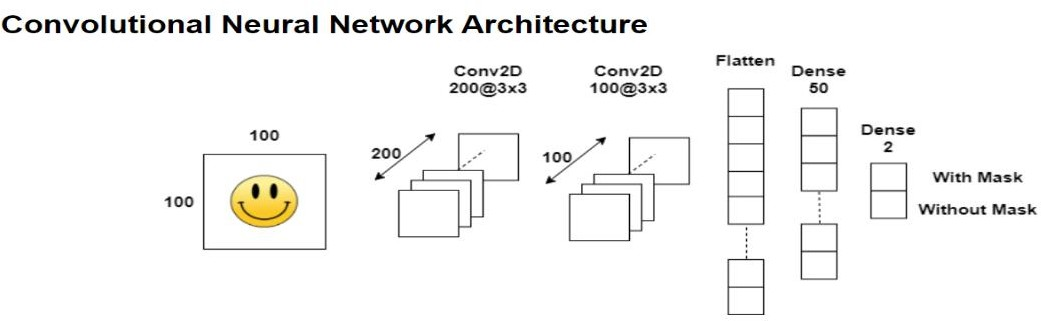 Convolutional Neural Network Architecture
100
100
Conv2D
200@3x3
200
Conv2D
100@3x3
100
Flatten
Dense
50
Dense
2
With Mask
Without Mask